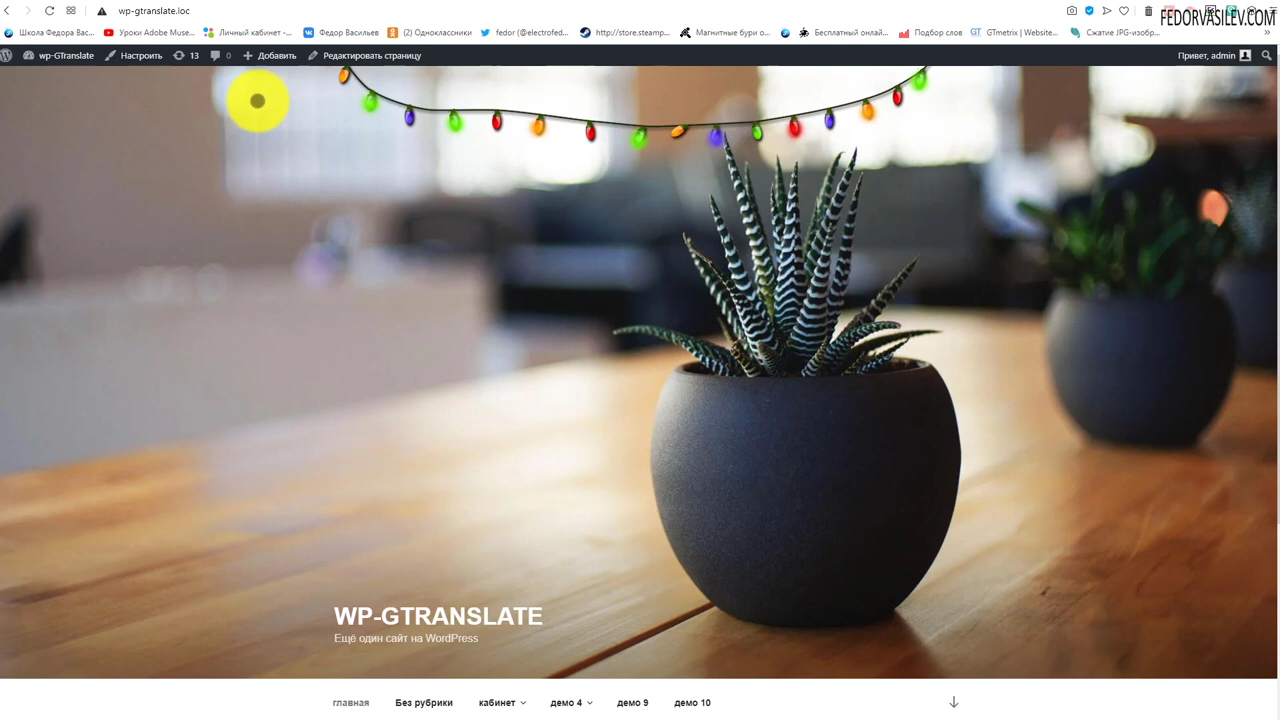 wp-gtranslate.loc
FEDORVASILEV.COM
Школа Федора Вас...
Уроки Adobe Muse...
Личный кабинет -...
Федор Васильев
(2) Одноклассники
fedor (@electrofed...
http://store.steamp...
Магнитные бури о...
Бесплатный онлай...
Подбор слов
GTmetrix | Website...
Сжатие JPG-изобр...
»
wp-GTranslate
Настроить
13
0
Добавить
Редактировать страницу
Привет, admin
WP-GTRANSLATE
Ещё один сайт на WordPress
главная
Без рубрики
кабинет
демо 4
демо 9
демо 10